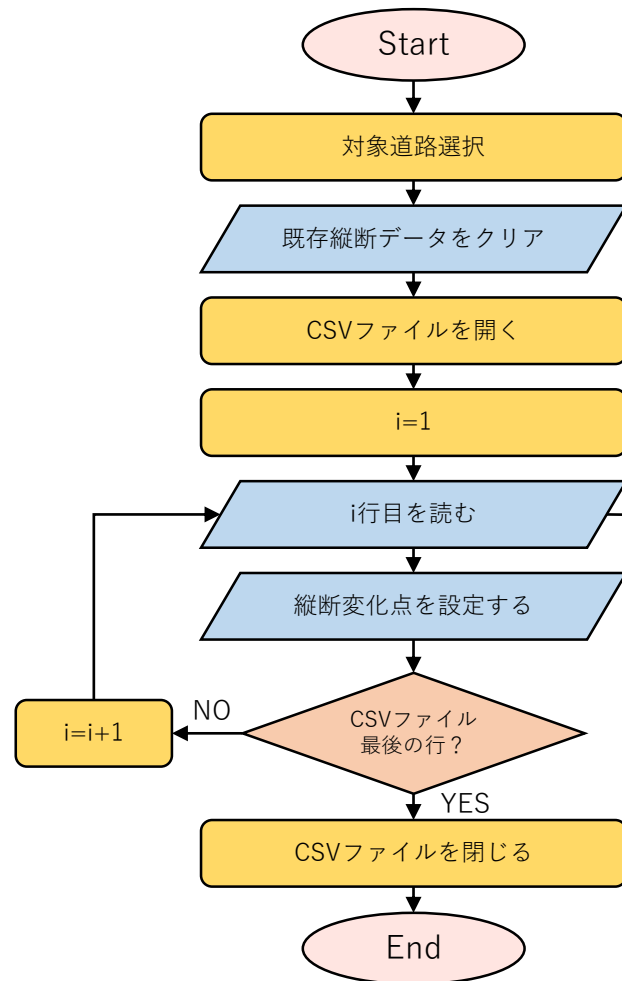 Start
対象道路選択
既存縦断データをクリア
CSVファイルを開く
i=1
i行目を読む
縦断変化点を設定する
CSVファイル
最後の行？
NO
i=i+1
YES
CSVファイルを閉じる
End